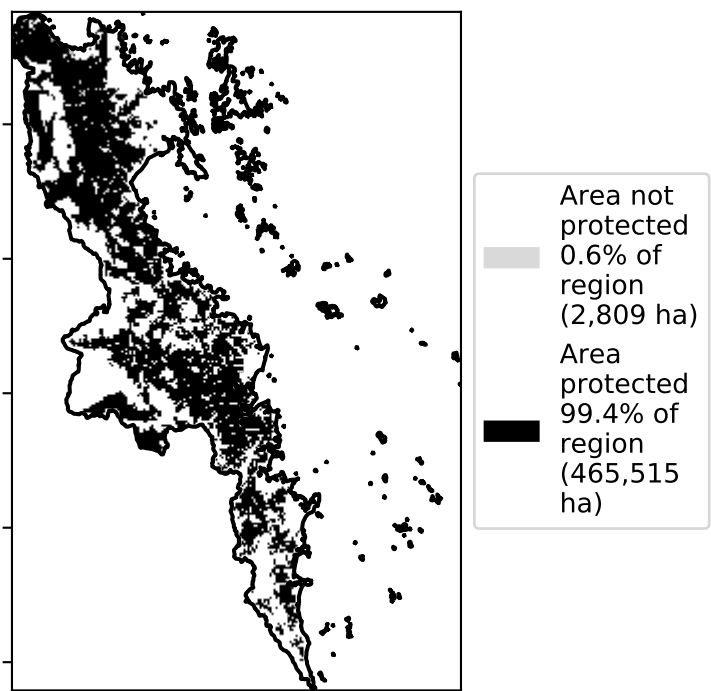 Area not
protected
0.6% of
region
(2,809 ha)
Area
protected
99.4% of
region
(465,515
ha)